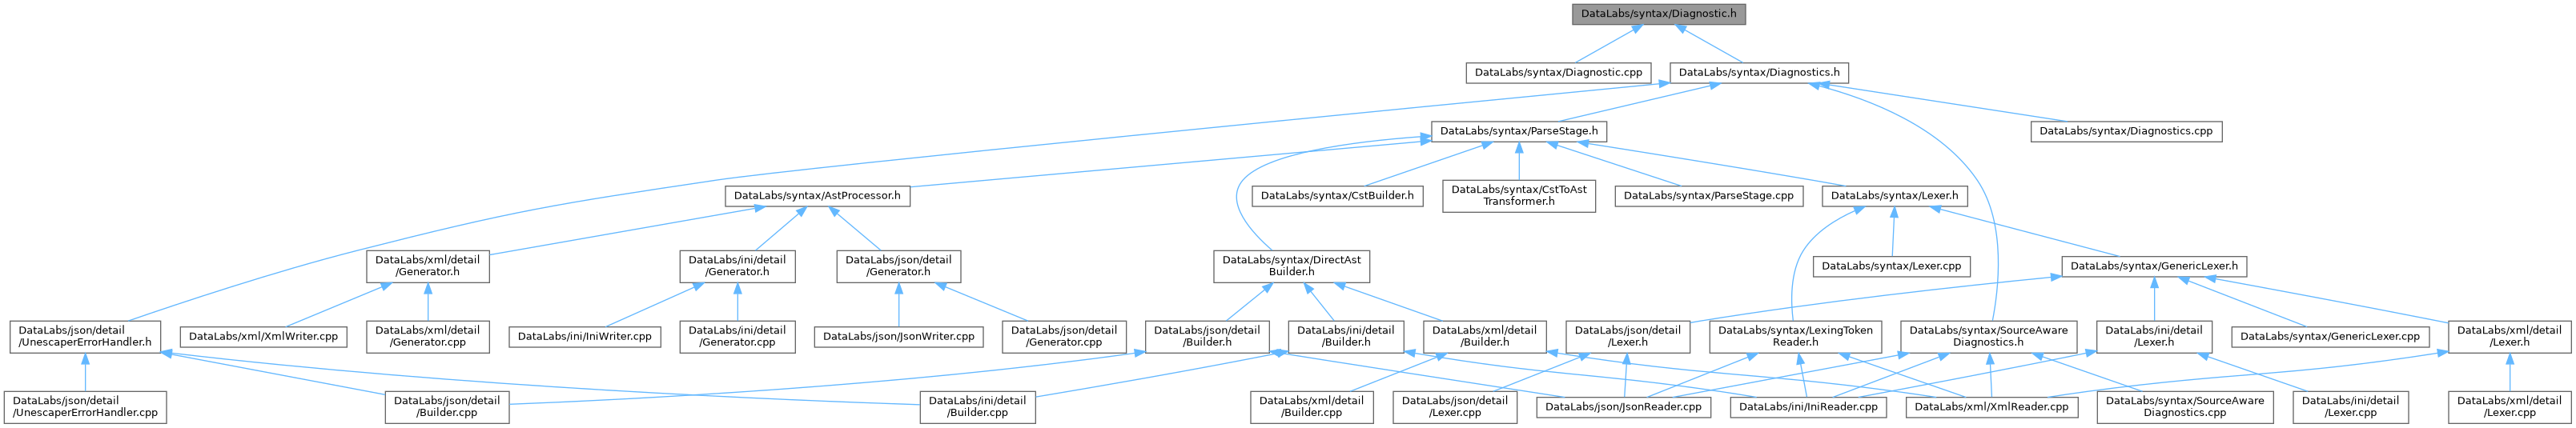 DataLabs/syntax/Diagnostic.h
DataLabs/syntax/Diagnostic.cpp
DataLabs/syntax/Diagnostics.h
DataLabs/syntax/ParseStage.h
DataLabs/syntax/Diagnostics.cpp
DataLabs/syntax/AstProcessor.h
DataLabs/syntax/CstBuilder.h
DataLabs/syntax/CstToAst
Transformer.h
DataLabs/syntax/ParseStage.cpp
DataLabs/syntax/Lexer.h
DataLabs/xml/detail
/Generator.h
DataLabs/ini/detail
/Generator.h
DataLabs/json/detail
/Generator.h
DataLabs/syntax/DirectAst
Builder.h
DataLabs/syntax/Lexer.cpp
DataLabs/syntax/GenericLexer.h
DataLabs/json/detail
/UnescaperErrorHandler.h
DataLabs/xml/XmlWriter.cpp
DataLabs/xml/detail
/Generator.cpp
DataLabs/ini/IniWriter.cpp
DataLabs/ini/detail
/Generator.cpp
DataLabs/json/JsonWriter.cpp
DataLabs/json/detail
/Generator.cpp
DataLabs/json/detail
/Builder.h
DataLabs/ini/detail
/Builder.h
DataLabs/xml/detail
/Builder.h
DataLabs/json/detail
/Lexer.h
DataLabs/syntax/LexingToken
Reader.h
DataLabs/syntax/SourceAware
Diagnostics.h
DataLabs/ini/detail
/Lexer.h
DataLabs/syntax/GenericLexer.cpp
DataLabs/xml/detail
/Lexer.h
DataLabs/json/detail
/UnescaperErrorHandler.cpp
DataLabs/json/detail
/Builder.cpp
DataLabs/ini/detail
/Builder.cpp
DataLabs/xml/detail
/Builder.cpp
DataLabs/json/detail
/Lexer.cpp
DataLabs/json/JsonReader.cpp
DataLabs/ini/IniReader.cpp
DataLabs/xml/XmlReader.cpp
DataLabs/syntax/SourceAware
Diagnostics.cpp
DataLabs/ini/detail
/Lexer.cpp
DataLabs/xml/detail
/Lexer.cpp